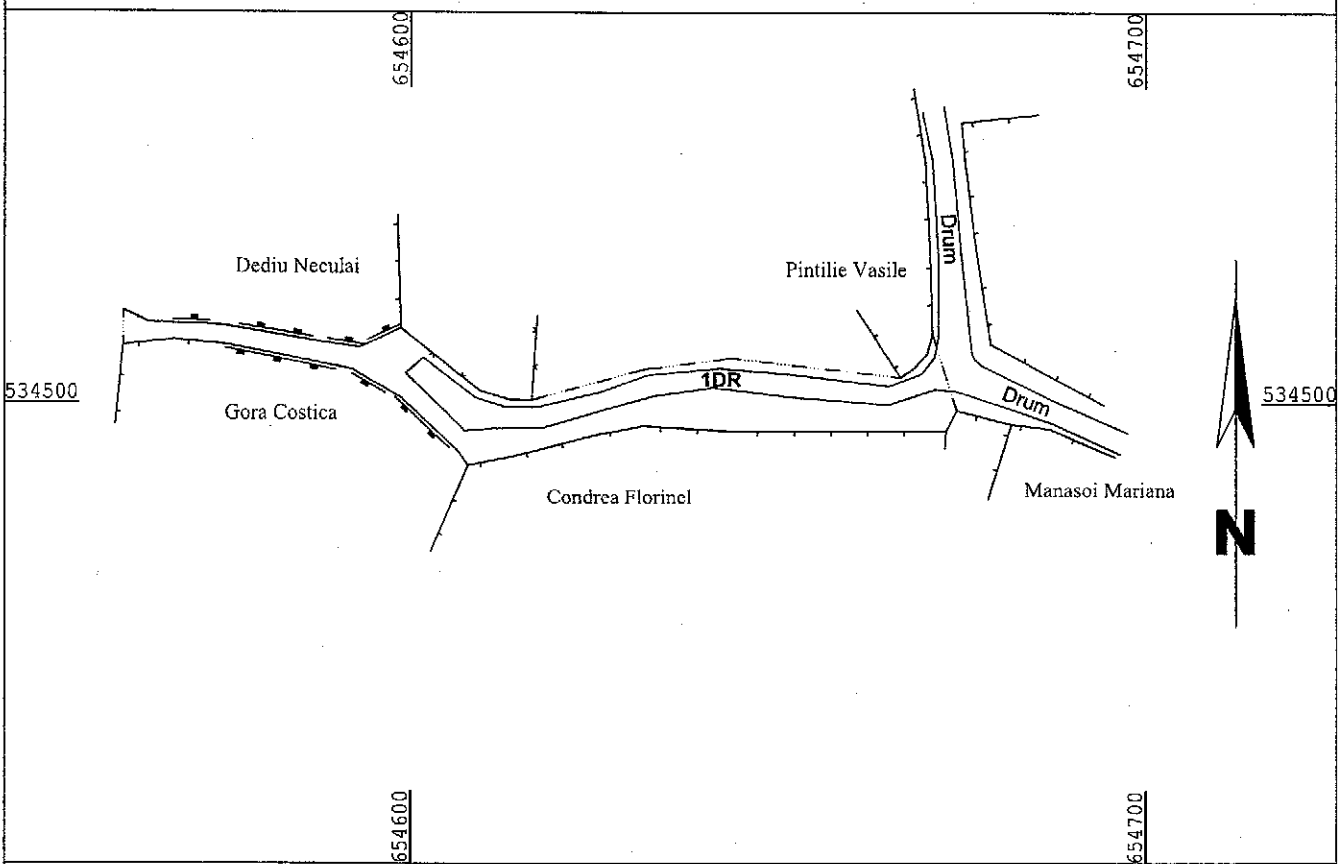 654600
654700
Drum
Dediu Neculai
Pintilie Vasile
1DR
534500
534500
Gora Costica
Drum
Condrea Florinel
Manasoi Mariana
N
654600
654700